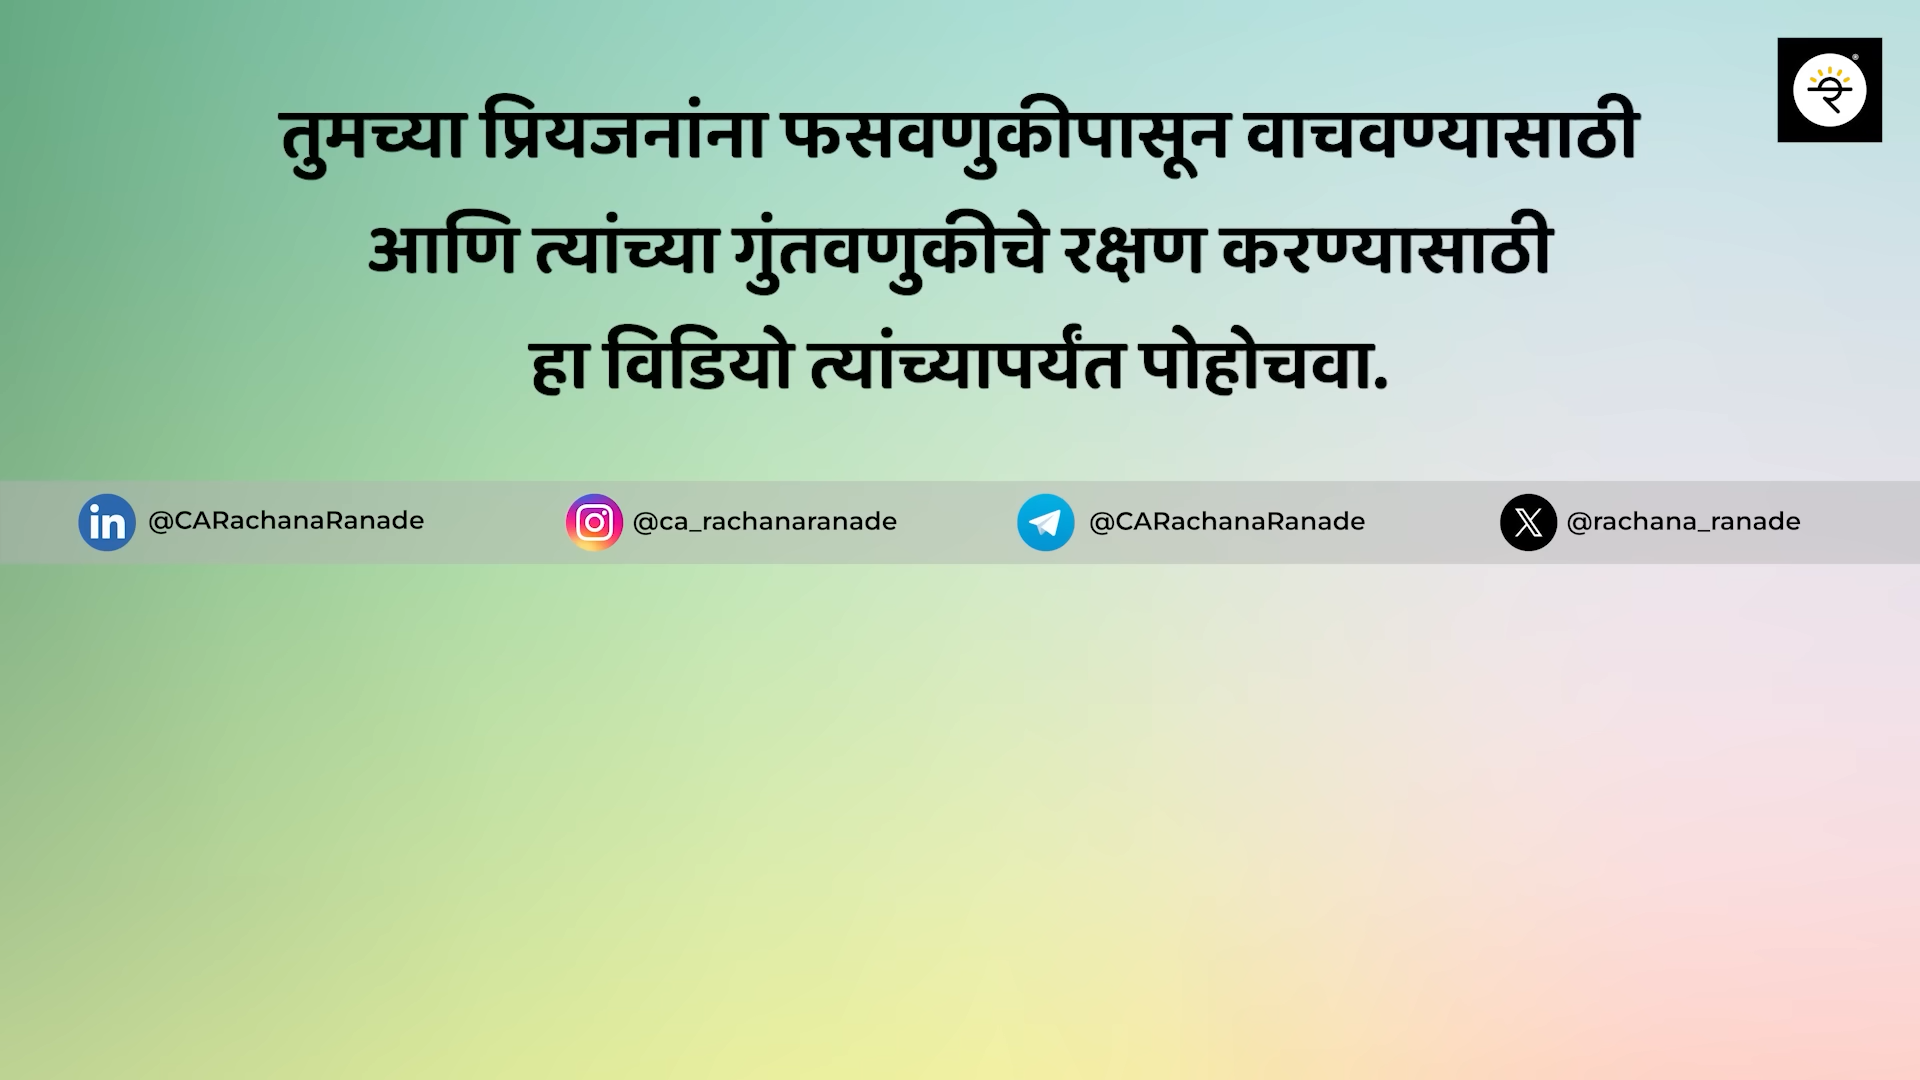 तुमच्या प्रियजनांना फसवणुकीपासून वाचवण्यासाठी
आणि त्यांच्या गुंतवणुकीचे रक्षण करण्यासाठी
हा विडियो त्यांच्यापर्यंत पोहोचवा.
@CARachanaRanade @ca_rachanaranade @CARachanaRanade @rachana_ranade